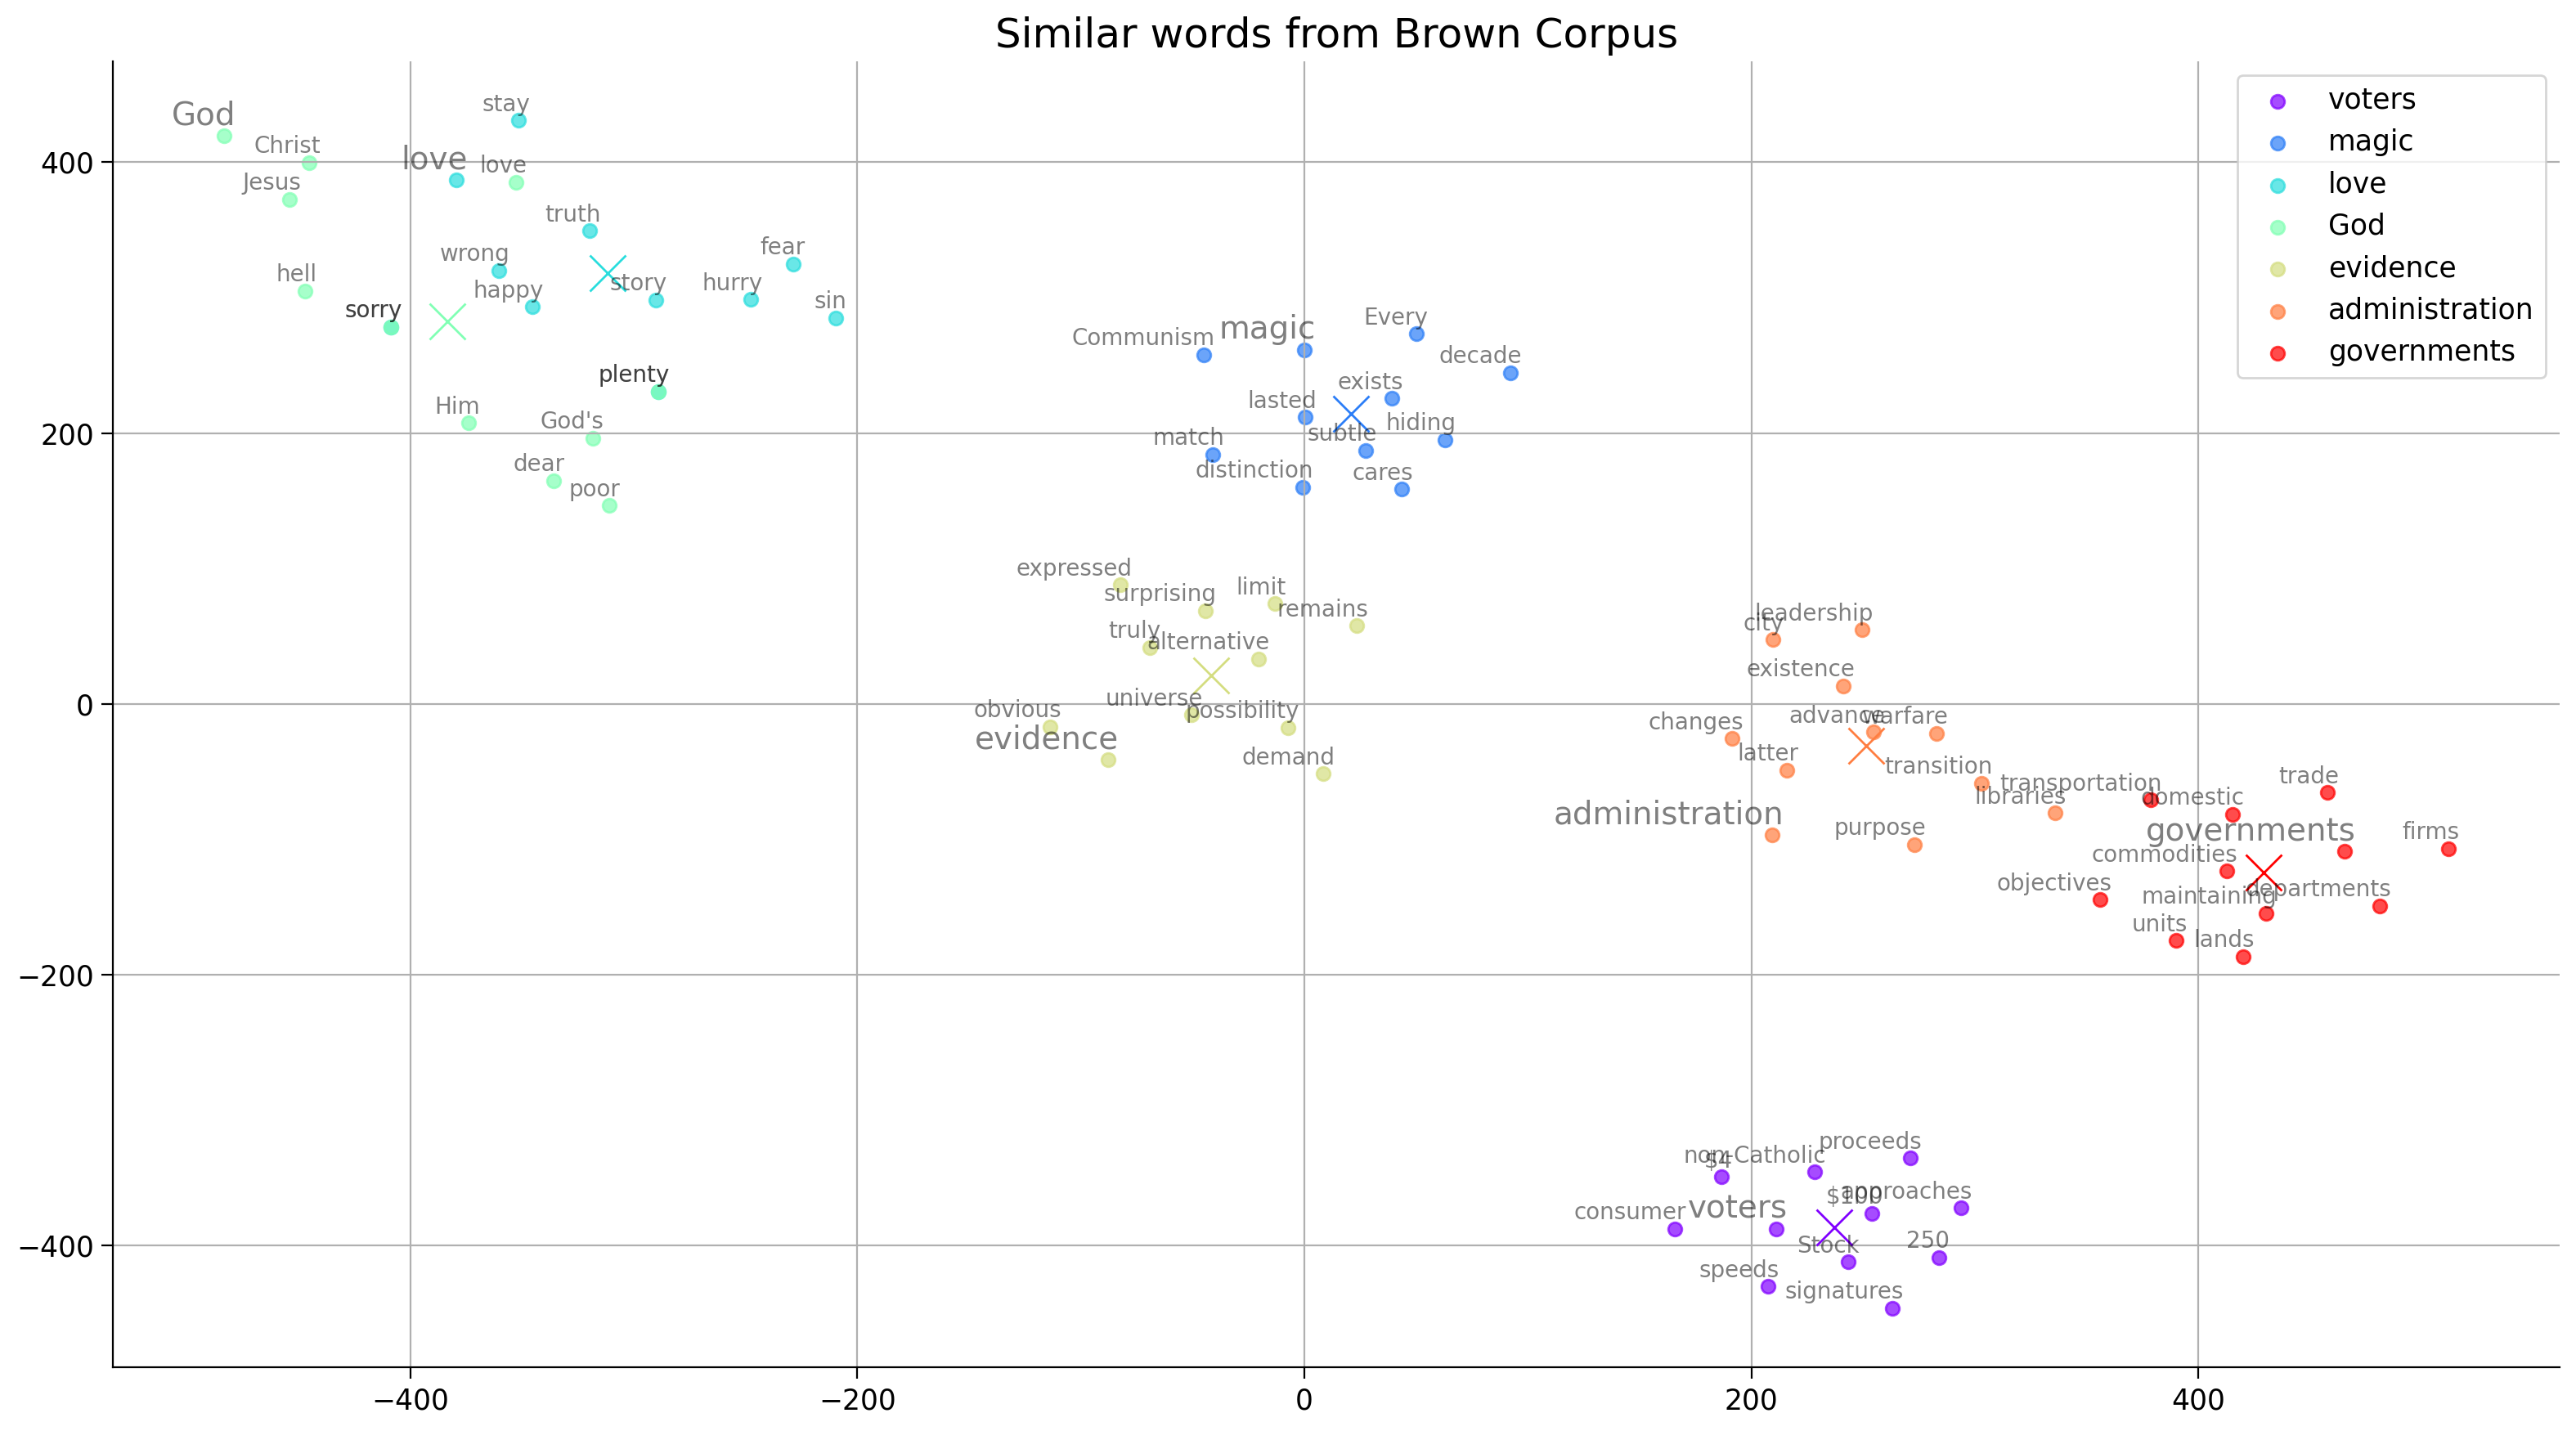 Similar words from Brown Corpus
voters
magic
love
God
evidence
administration
governments
God
stay
Christ
love
love
Jesus
truth
wrong
fear
hell
happy
story
hurry
sin
sorry
plenty
Him
God's
dear
poor
Communism
magic
Every
decade
exists
lasted
hiding
subtle
match
distinction
cares
expressed
surprising
limit
remains
truly
alternative
universe
possibility
obvious
evidence
demand
leadership
city
existence
changes
advance
warfare
latter
transition
administration
purpose
libraries
transportation
domestic
trade
governments
firms
commodities
objectives
maintaining
departments
units
lands
proceeds
non-Catholic
$4
approaches
$100
voters
consumer
Stock
250
speeds
signatures
400
200
0
−200
−400
−400
−200
0
200
400